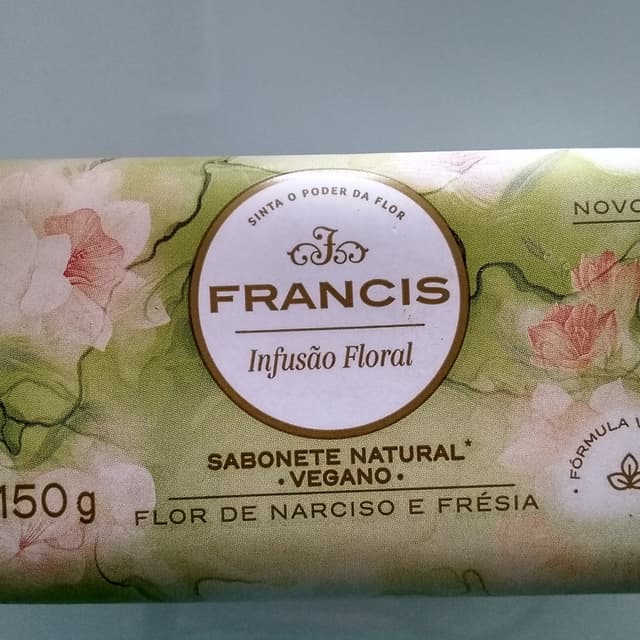 SINTA O PODER DA FLOR
NOVO
FRANCIS
Infusão Floral
SABONETE NATURAL*
• VEGANO •
150 g
FLOR DE NARCISO E FRÉSIA
• FÓRMULA